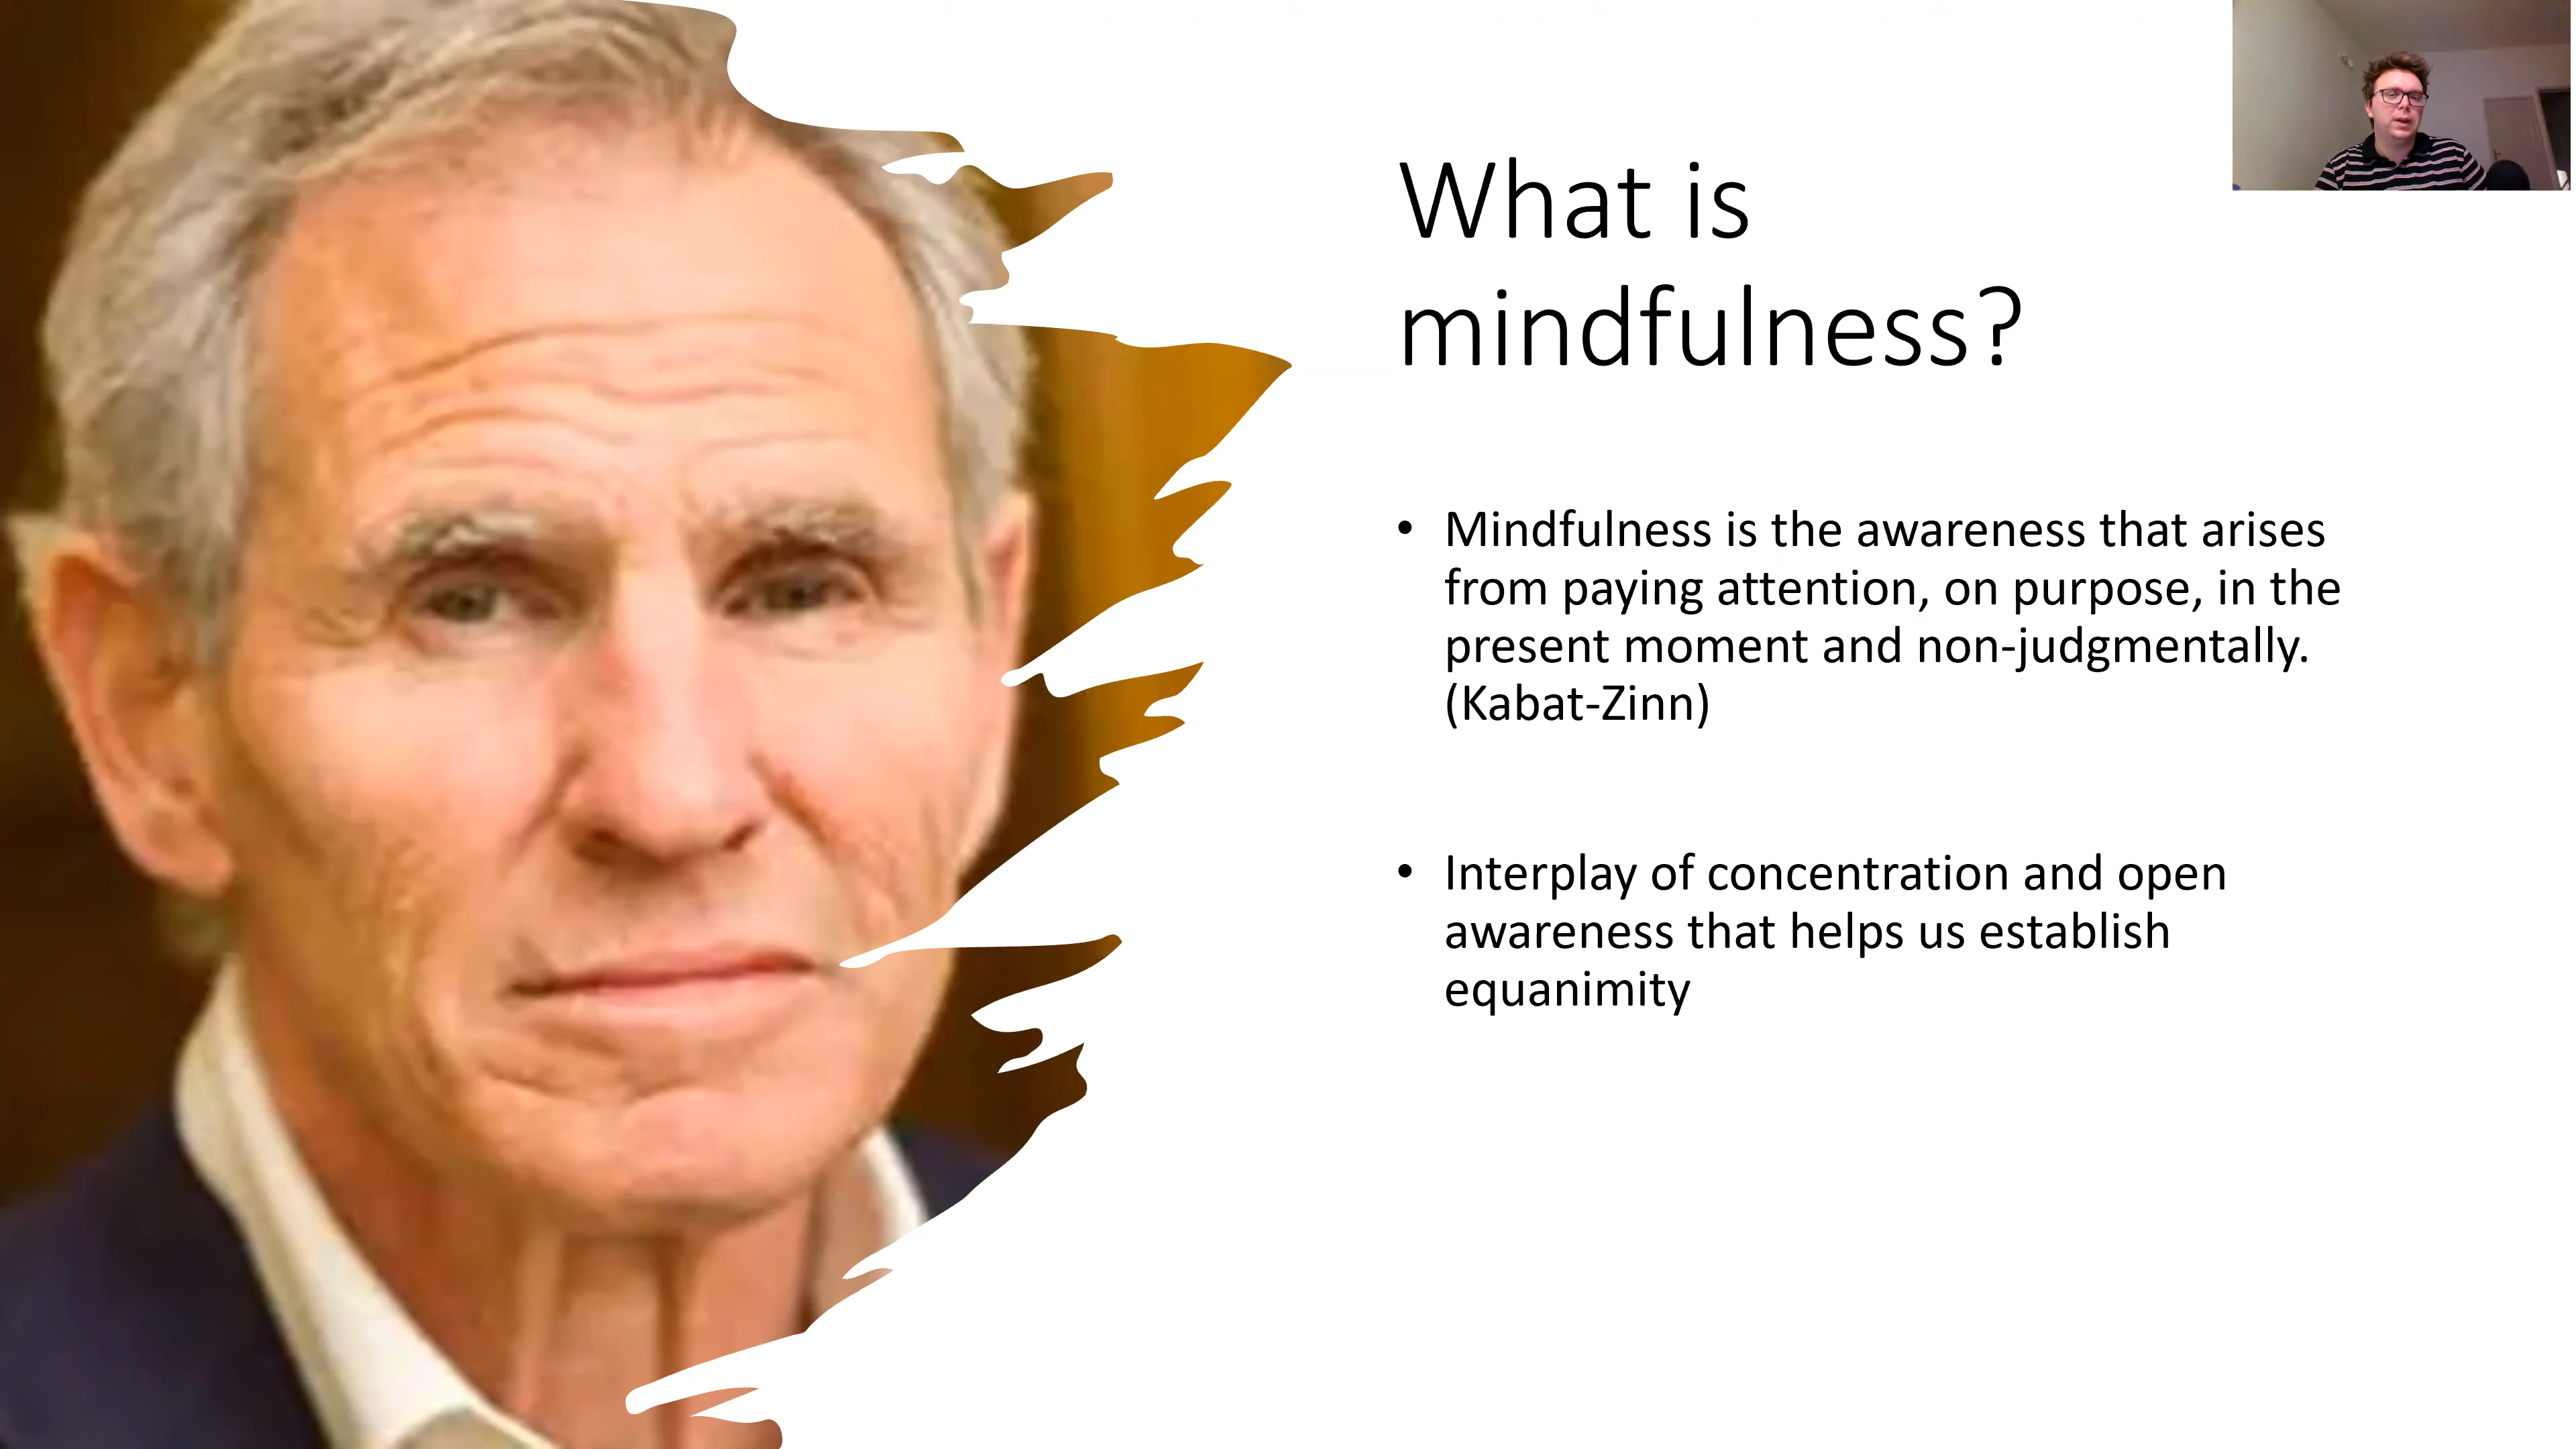 What is
mindfulness?
• Mindfulness is the awareness that arises
from paying attention, on purpose, in the
present moment and non-judgmentally.
(Kabat-Zinn)
• Interplay of concentration and open
awareness that helps us establish
equanimity